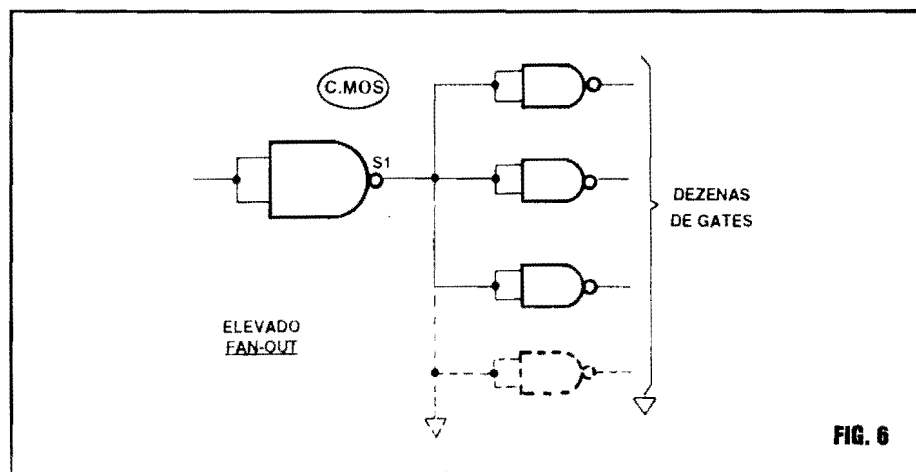 C.MOS
S1
DEZENAS
DE GATES
ELEVADO
FAN-OUT
FIG. 6